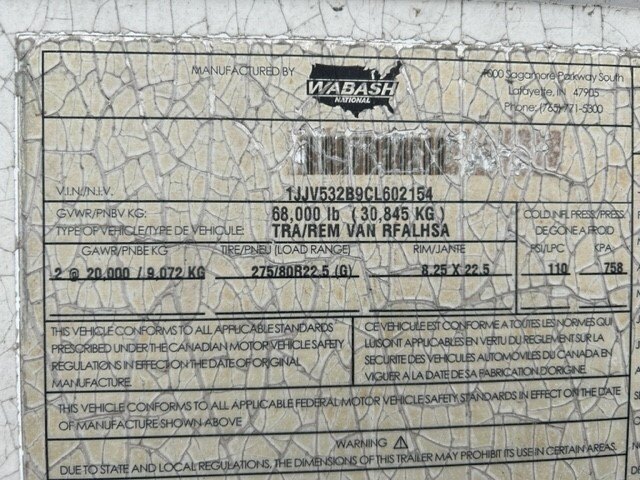 MANUFACTURED BY
WABASH
NATIONAL
Sagamore Parkway South
Lafayette, IN 47905
Phone: (765) 771-5300
V.I.N./N.I.V. 1JJV532B9CL602154
GVWR/PNBV KG: 68,000 lb ( 30,845 KG )
TYPE OF VEHICLE/TYPE DE VEHICULE: TRA/REM VAN RFALHSA
COLD INFL PRESS/PRESS
DE GONF A FROID
GAWR/PNBE KG TIRE/PNEU (LOAD RANGE) RIM/JANTE PSI/LPC KPA
2 @ 20,000 / 9,072 KG 275/80R22.5 (G) 8.25 X 22.5 110 758
THIS VEHICLE CONFORMS TO ALL APPLICABLE STANDARDS
PRESCRIBED UNDER THE CANADIAN MOTOR VEHICLE SAFETY
REGULATIONS IN EFFECT ON THE DATE OF ORIGINAL
MANUFACTURE.
CE VEHICULE EST CONFORME A TOUTES LES NORMES QUI
LUI SONT APPLICABLES EN VERTU DU REGLEMENT SUR LA
SECURITE DES VEHICULES AUTOMOVILES DU CANADA EN
VIGUER A LA DATE DE SA FABRICATION D'ORIGINE.
THIS VEHICLE CONFORMS TO ALL APPLICABLE FEDERAL MOTOR VEHICLE SAFETY STANDARDS IN EFFECT ON THE DATE
OF MANUFACTURE SHOWN ABOVE
WARNING ⚠
DUE TO STATE AND LOCAL REGULATIONS, THE DIMENSIONS OF THIS TRAILER MAY PROHIBIT ITS USE IN CERTAIN AREAS.